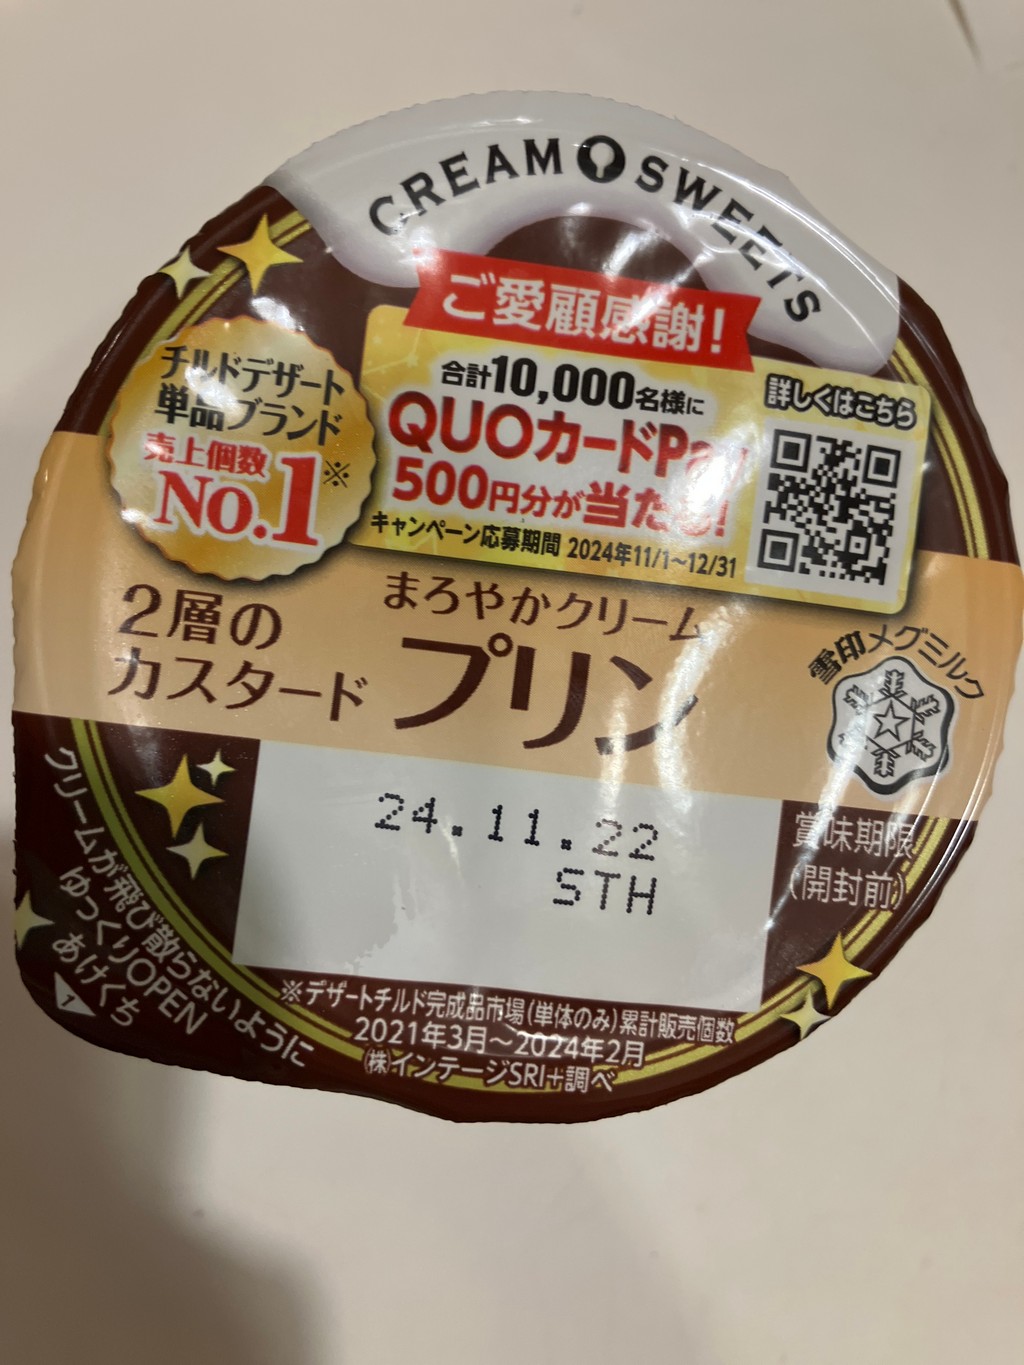 CREAM SWEETS
ご愛顧感謝!
合計10,000名様に
QUOカードPay
500円分が当たる!
キャンペーン応募期間 2024年11/1~12/31
詳しくはこちら
チルドデザート
単品ブランド
売上個数
No.1※
2層の
カスタード
まろやかクリーム
プリン
雪印メグミルク
24.11.22
STH
賞味期限
(開封前)
クリームが飛び散らないように
ゆっくりOPEN
あけくち
1
※デザートチルド完成品市場(単体のみ)累計販売個数
2021年3月~2024年2月
㈱インテージSRI+調べ